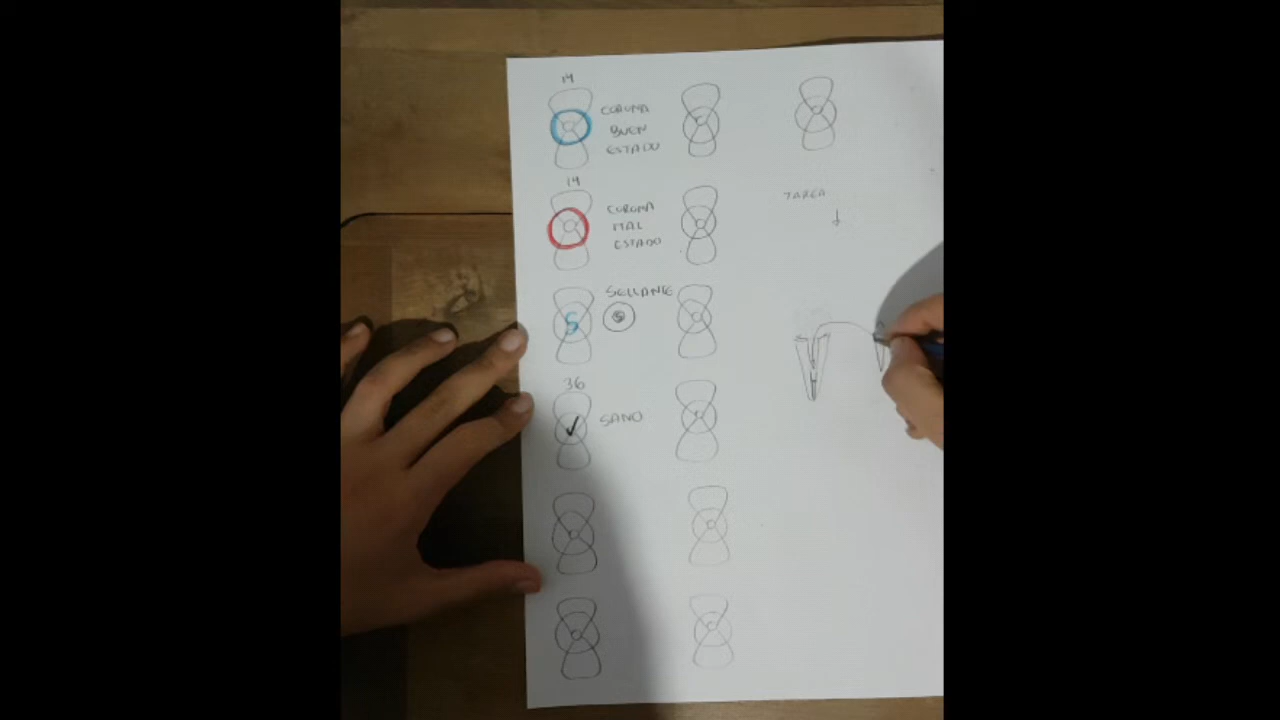 14
CORONA
BUEN
ESTADO
14
CORONA
MAL
ESTADO
SELLANTE
S
S
36
SANO
TAREA